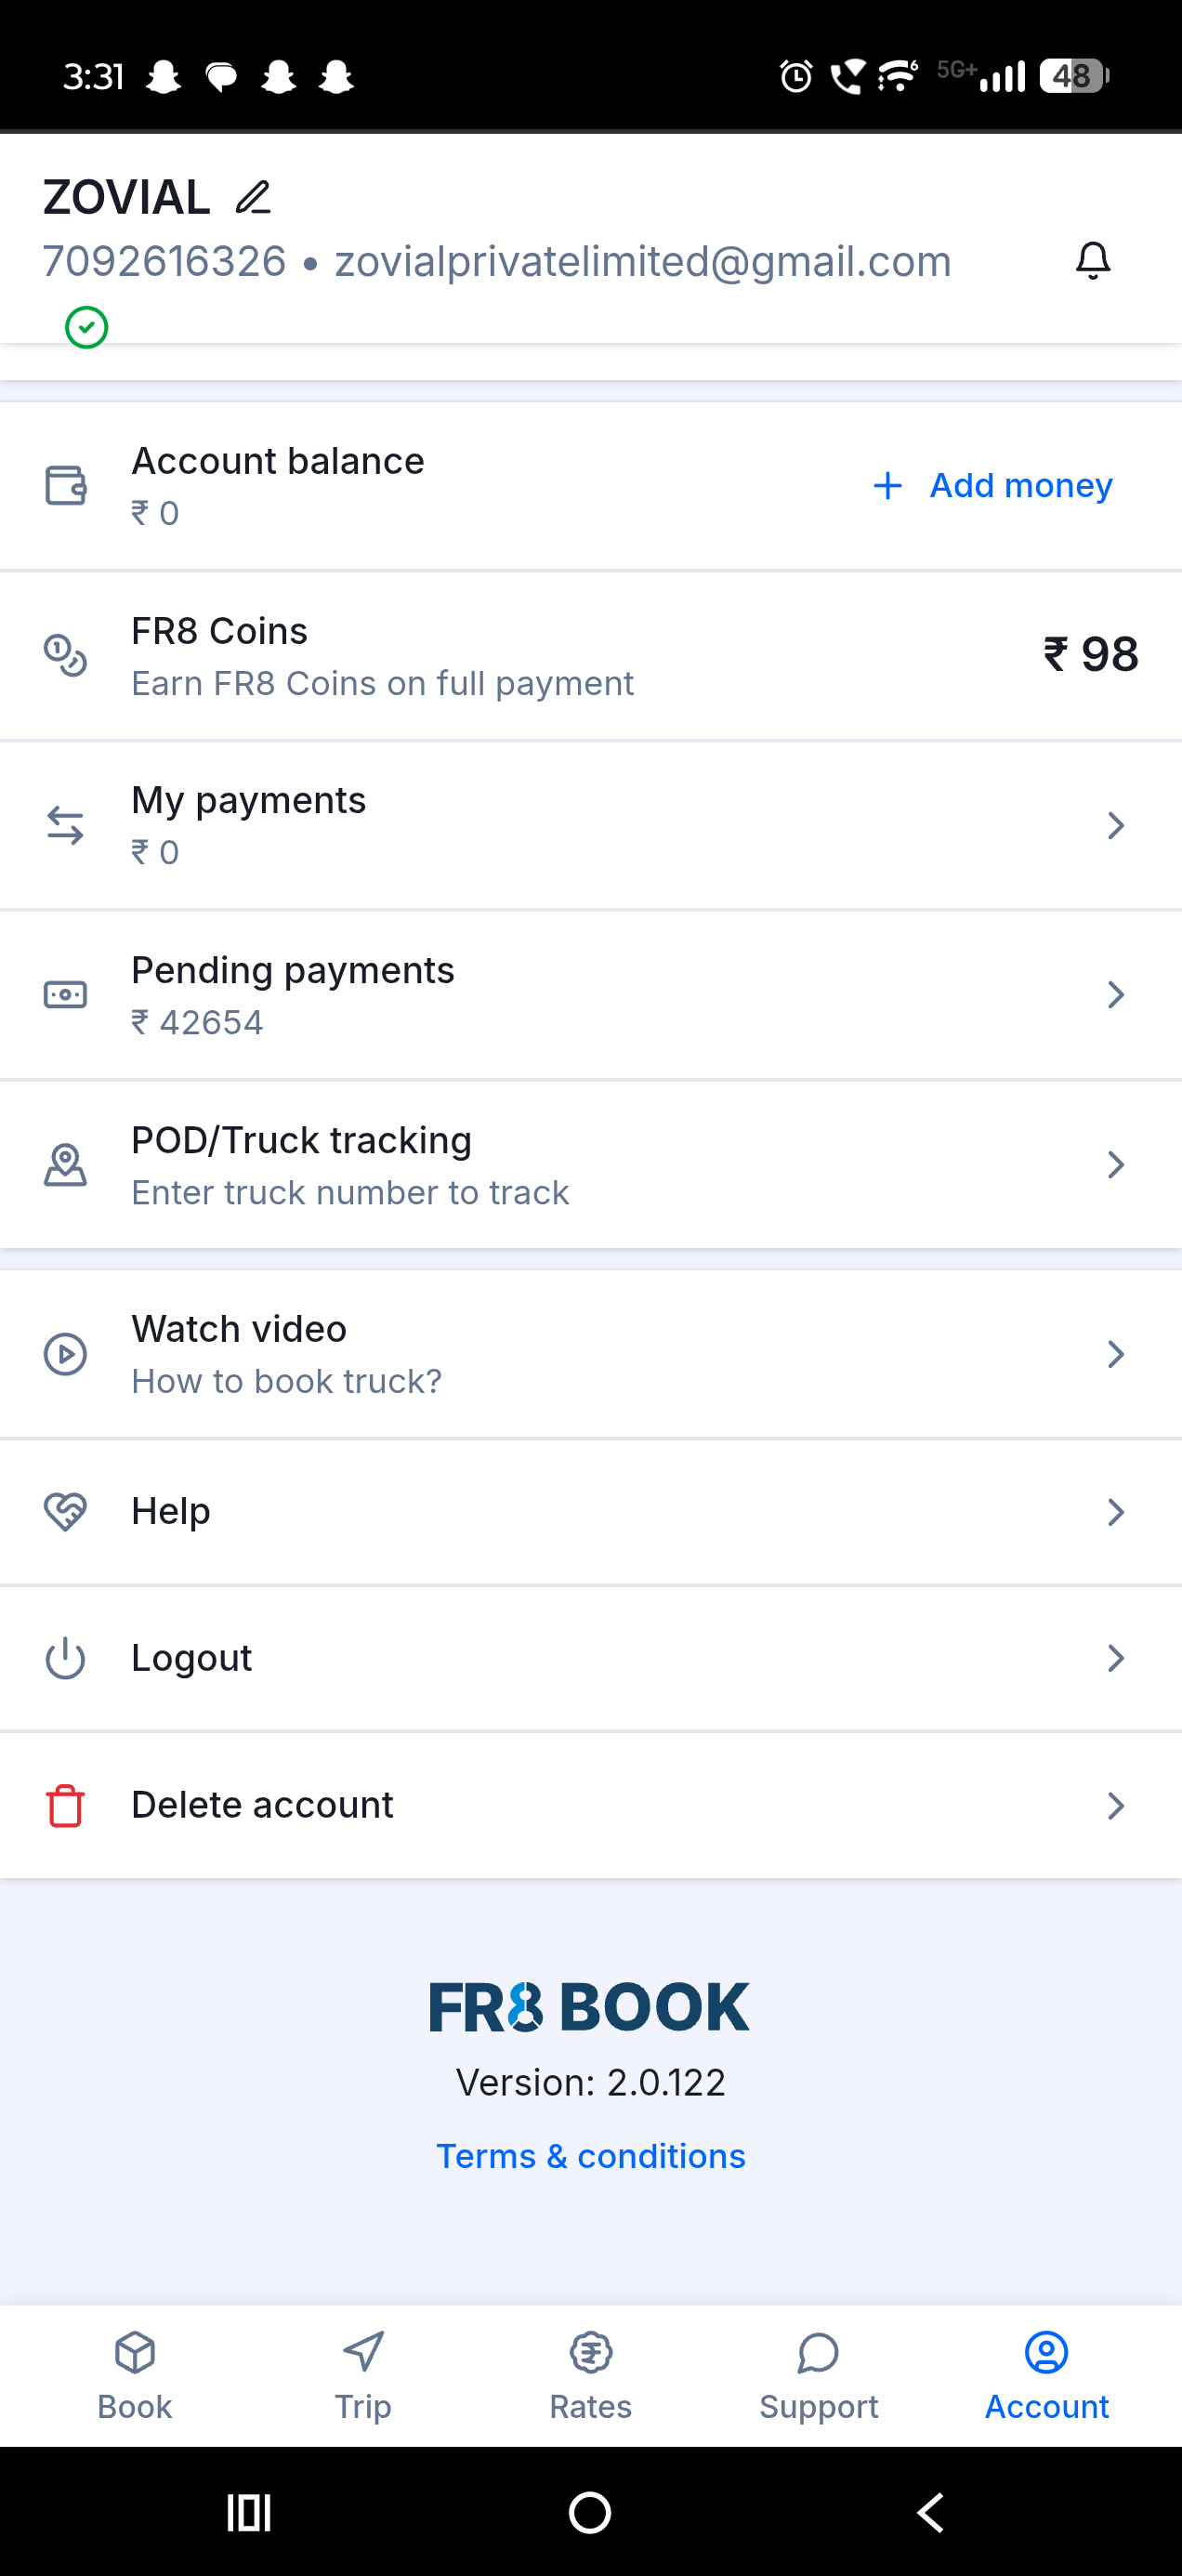 3:31
6
5G+
48
ZOVIAL
7092616326 • zovialprivatelimited@gmail.com
Account balance
₹ 0
+ Add money
FR8 Coins
Earn FR8 Coins on full payment
₹ 98
My payments
₹ 0
Pending payments
₹ 42654
POD/Truck tracking
Enter truck number to track
Watch video
How to book truck?
Help
Logout
Delete account
FR8 BOOK
Version: 2.0.122
Terms & conditions
Book
Trip
Rates
Support
Account